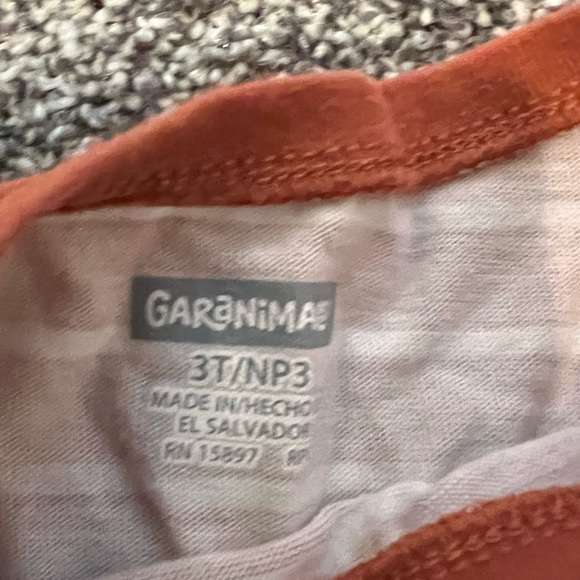 GARANIMALS
3T/NP3
MADE IN/HECHO
EL SALVADOR
RN 15897